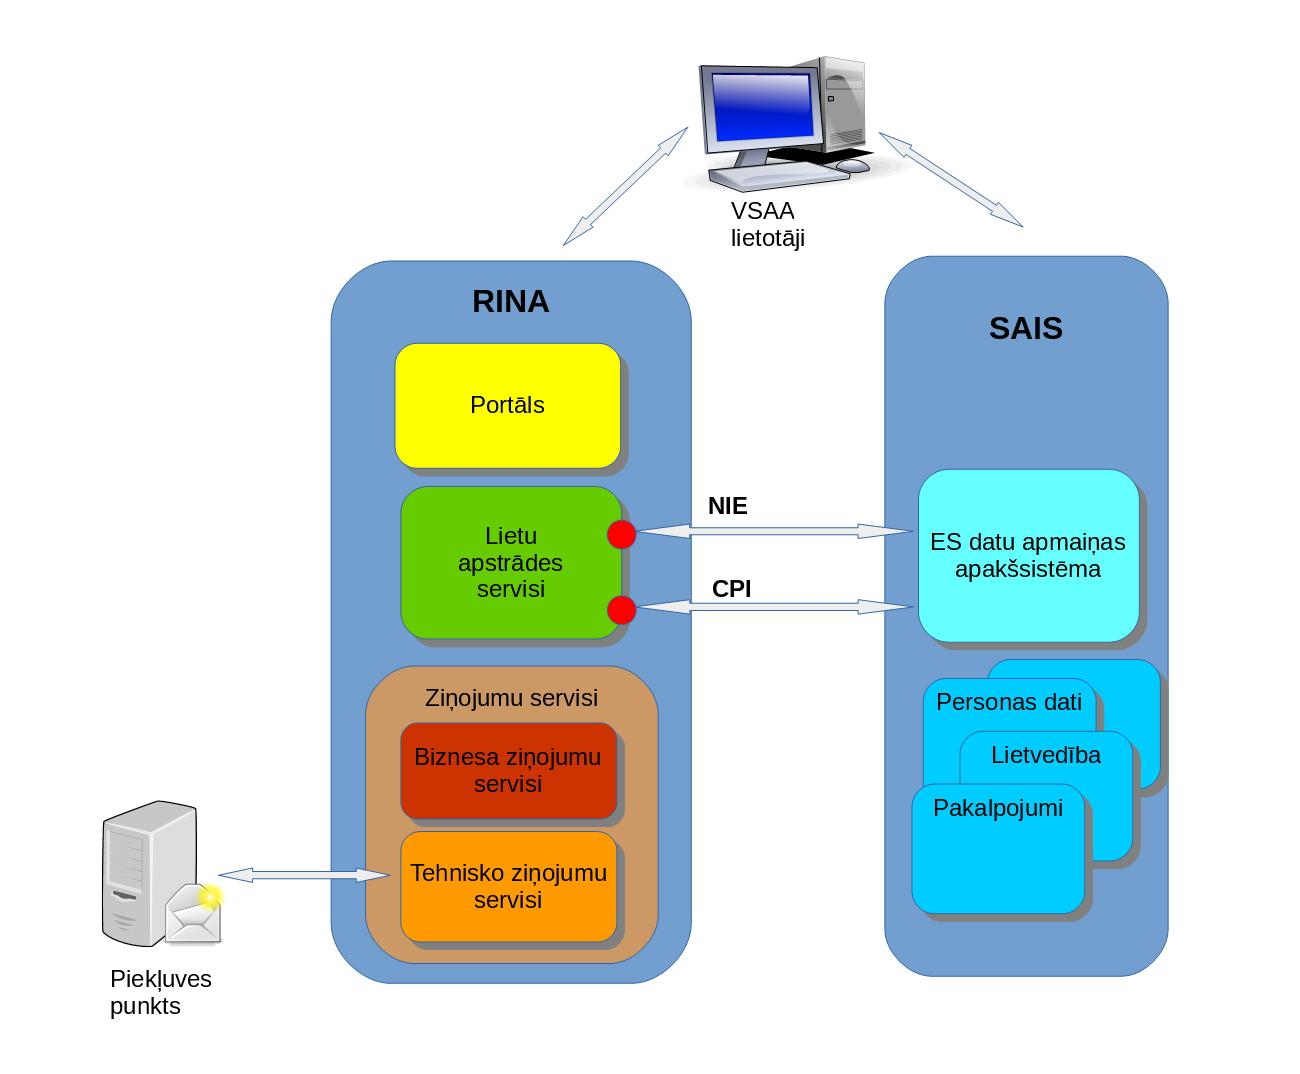 VSAA
lietotāji
RINA
SAIS
Portāls
NIE
Lietu
apstrādes
servisi
ES datu apmaiņas
apakšsistēma
CPI
Ziņojumu servisi
Personas dati
Biznesa ziņojumu
servisi
Lietvedība
Pakalpojumi
Tehnisko ziņojumu
servisi
Piekļuves
punkts